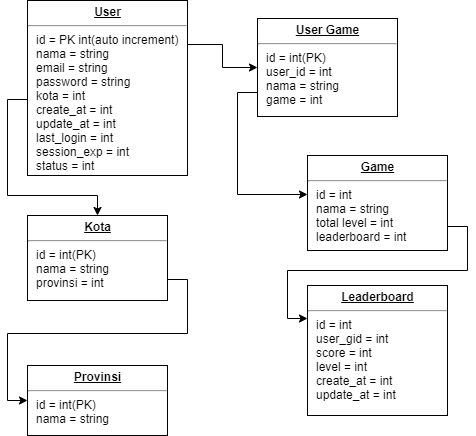 User
id = PK int(auto increment)
nama = string
email = string
password = string
kota = int
create_at = int
update_at = int
last_login = int
session_exp = int
status = int
User Game
id = int(PK)
user_id = int
nama = string
game = int
Game
id = int
nama = string
total level = int
leaderboard = int
Kota
id = int(PK)
nama = string
provinsi = int
Leaderboard
id = int
user_gid = int
score = int
level = int
create_at = int
update_at = int
Provinsi
id = int(PK)
nama = string